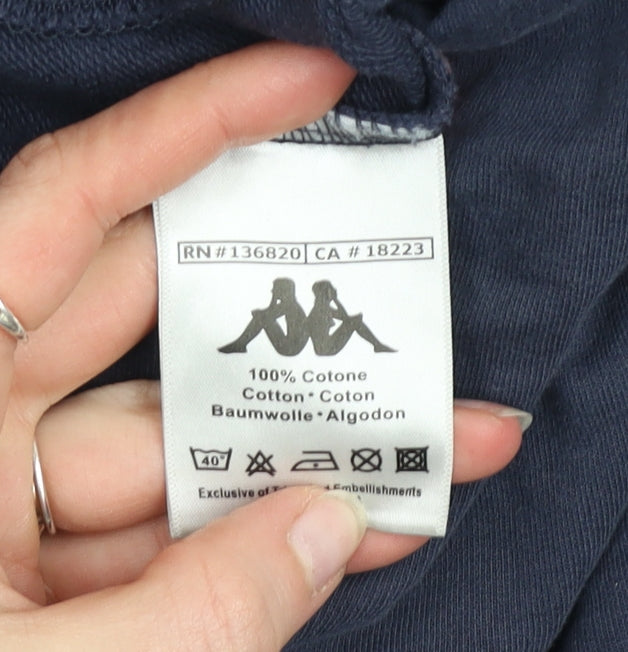 RN #136820 CA # 18223
100% Cotone
Cotton • Coton
Baumwolle • Algodon
40°
Exclusive of Embellishments